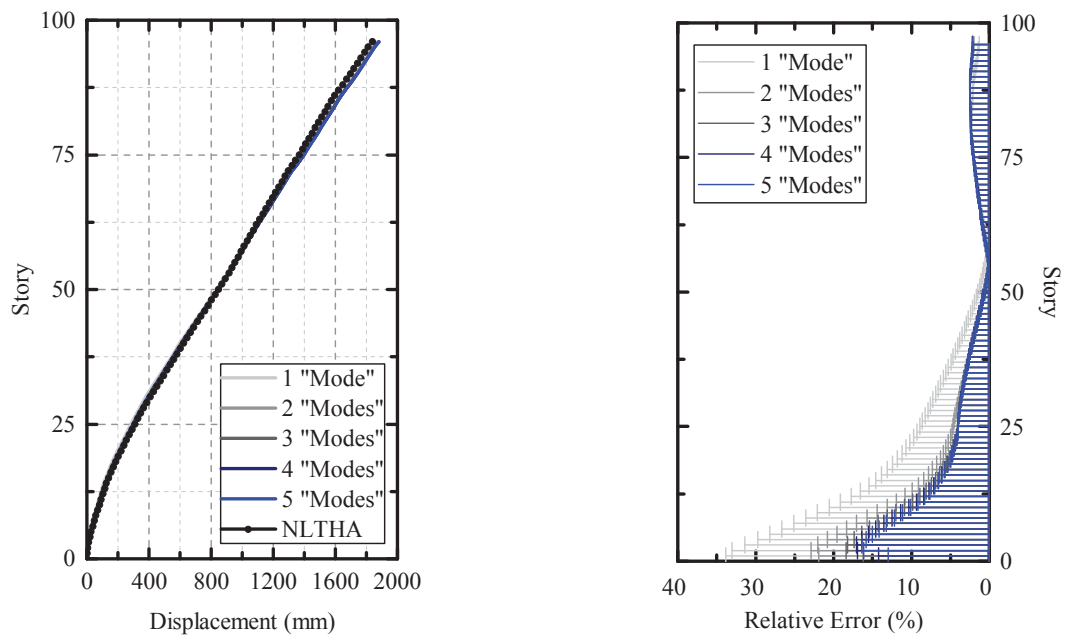 100
75
50
25
0
Story
1 "Mode"
2 "Modes"
3 "Modes"
4 "Modes"
5 "Modes"
NLTHA
0 400 800 1200 1600 2000
Displacement (mm)
1 "Mode"
2 "Modes"
3 "Modes"
4 "Modes"
5 "Modes"
100
75
50
25
0
Story
40 30 20 10 0
Relative Error (%)